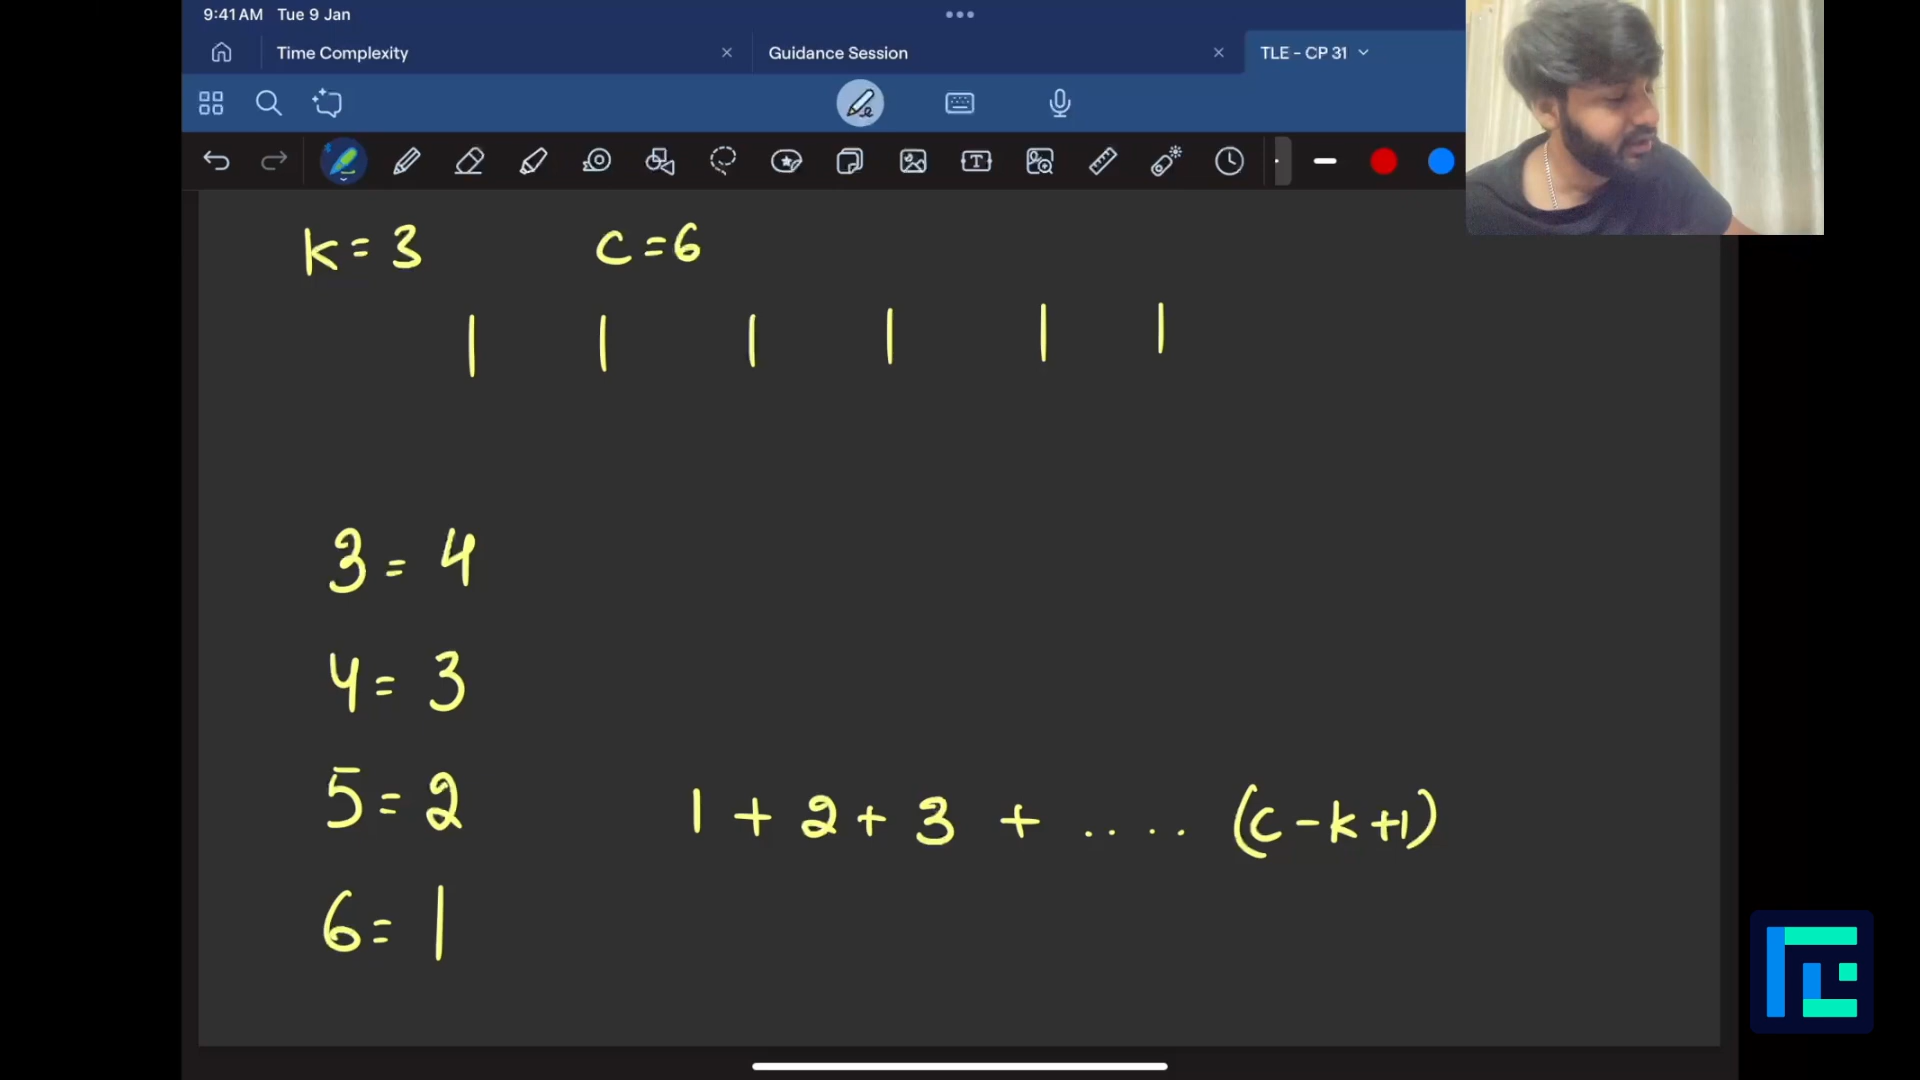 9:41 AM Tue 9 Jan
Time Complexity
Guidance Session
TLE - CP 31
k = 3 c = 6
| | | | | |
3 = 4
4 = 3
5 = 2
1 + 2 + 3 + .... (c - k + 1)
6 = 1